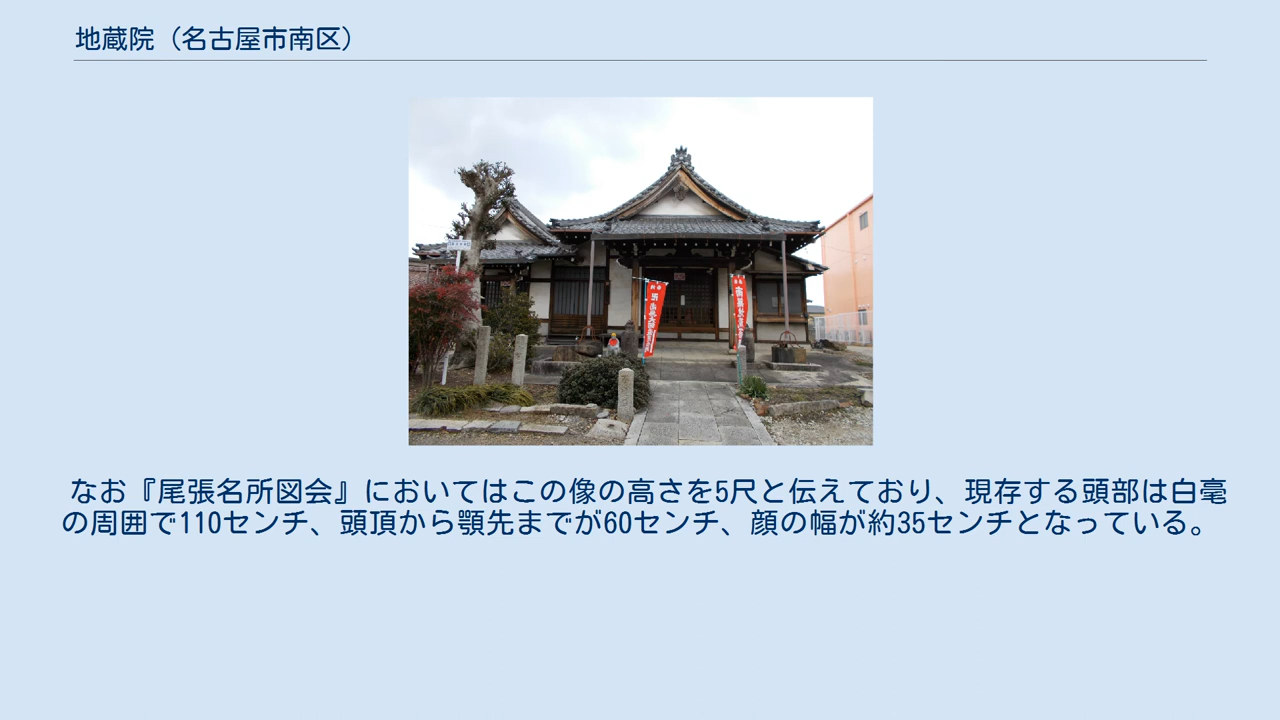 地蔵院（名古屋市南区）
なお『尾張名所図会』においてはこの像の高さを5尺と伝えており、現存する頭部は白毫
の周囲で110センチ、頭頂から顎先までが60センチ、顔の幅が約35センチとなっている。